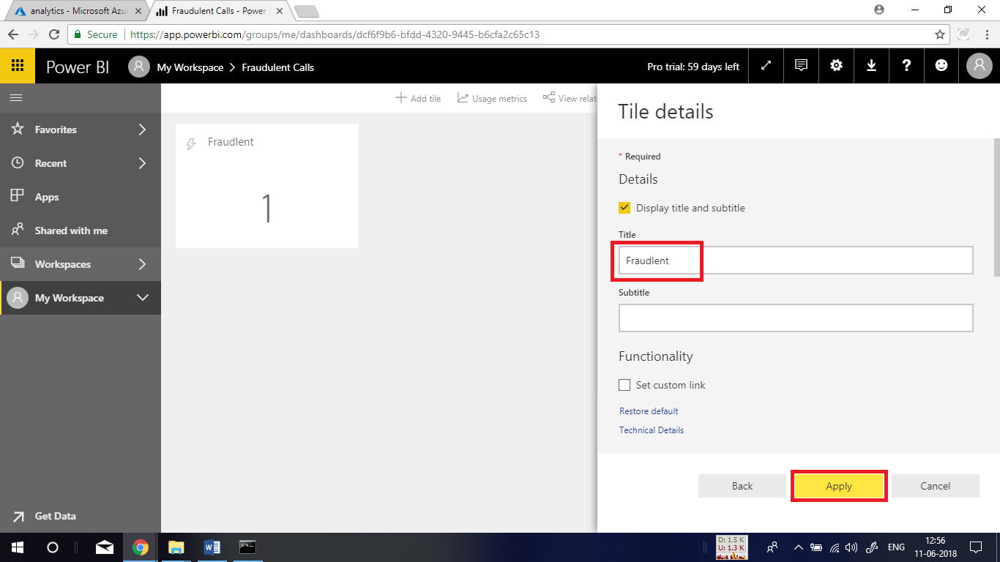 analytics - Microsoft Azur
Fraudulent Calls - Power
Secure
https://app.powerbi.com/groups/me/dashboards/dcf6f9b6-bfdd-4320-9445-b6cfa2c65c13
Power BI
My Workspace > Fraudulent Calls
Pro trial: 59 days left
Add tile
Usage metrics
View relat
Favorites
Recent
Apps
Shared with me
Workspaces
My Workspace
Get Data
Fraudlent
1
Tile details
* Required
Details
Display title and subtitle
Title
Fraudlent
Subtitle
Functionality
Set custom link
Restore default
Technical Details
Back
Apply
Cancel
D: 1.5 K
U: 1.3 K
ENG
12:56
11-06-2018